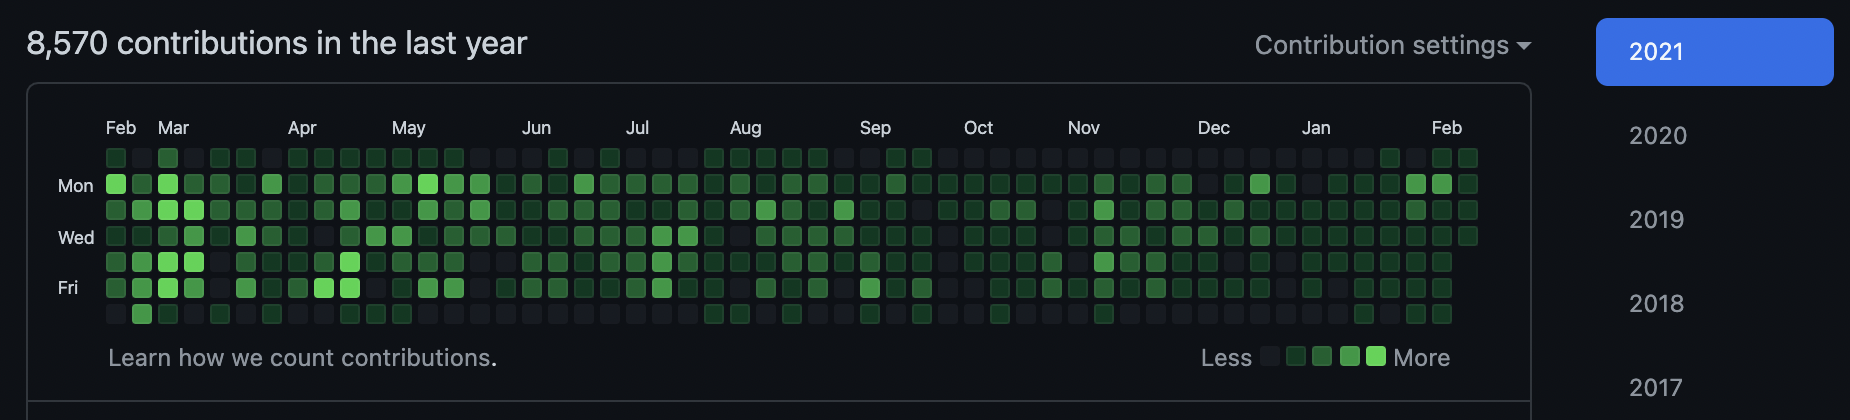 8,570 contributions in the last year
Contribution settings
Feb Mar Apr May Jun Jul Aug Sep Oct Nov Dec Jan Feb
Mon
Wed
Fri
Learn how we count contributions.
Less More
2021
2020
2019
2018
2017